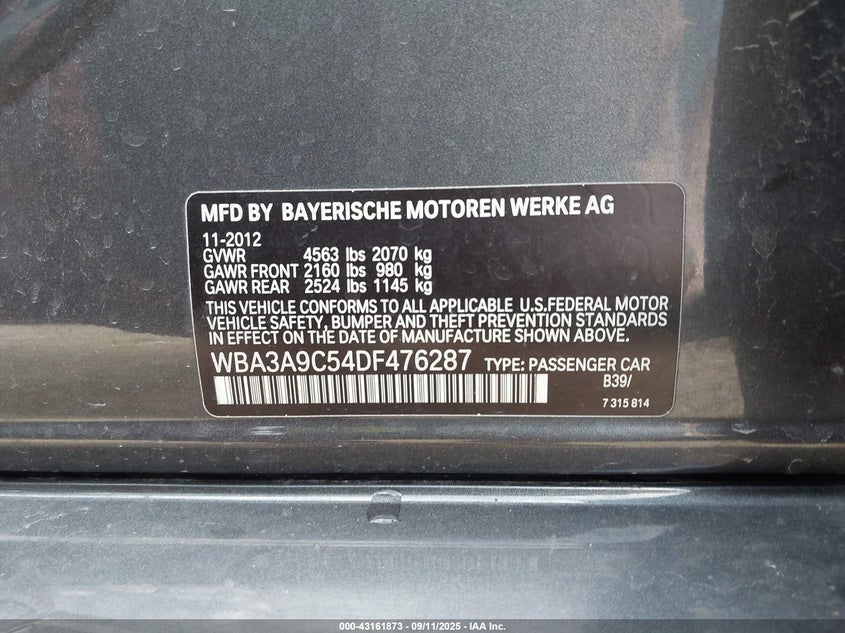 MFD BY BAYERISCHE MOTOREN WERKE AG
11-2012
GVWR 4563 lbs 2070 kg
GAWR FRONT 2160 lbs 980 kg
GAWR REAR 2524 lbs 1145 kg
THIS VEHICLE CONFORMS TO ALL APPLICABLE U.S.FEDERAL MOTOR
VEHICLE SAFETY, BUMPER AND THEFT PREVENTION STANDARDS
IN EFFECT ON THE DATE OF MANUFACTURE SHOWN ABOVE.
WBA3A9C54DF476287 TYPE: PASSENGER CAR
B39/
7 315 814
000-43161873 - 09/11/2025 - IAA Inc.